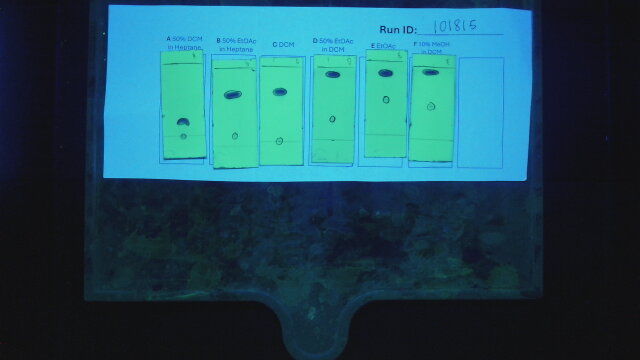 Run ID: 101815
A 50% DCM in Heptane
B 50% EtOAc in Heptane
C DCM
D 50% EtOAc in DCM
E EtOAc
F 10% MeOH in DCM